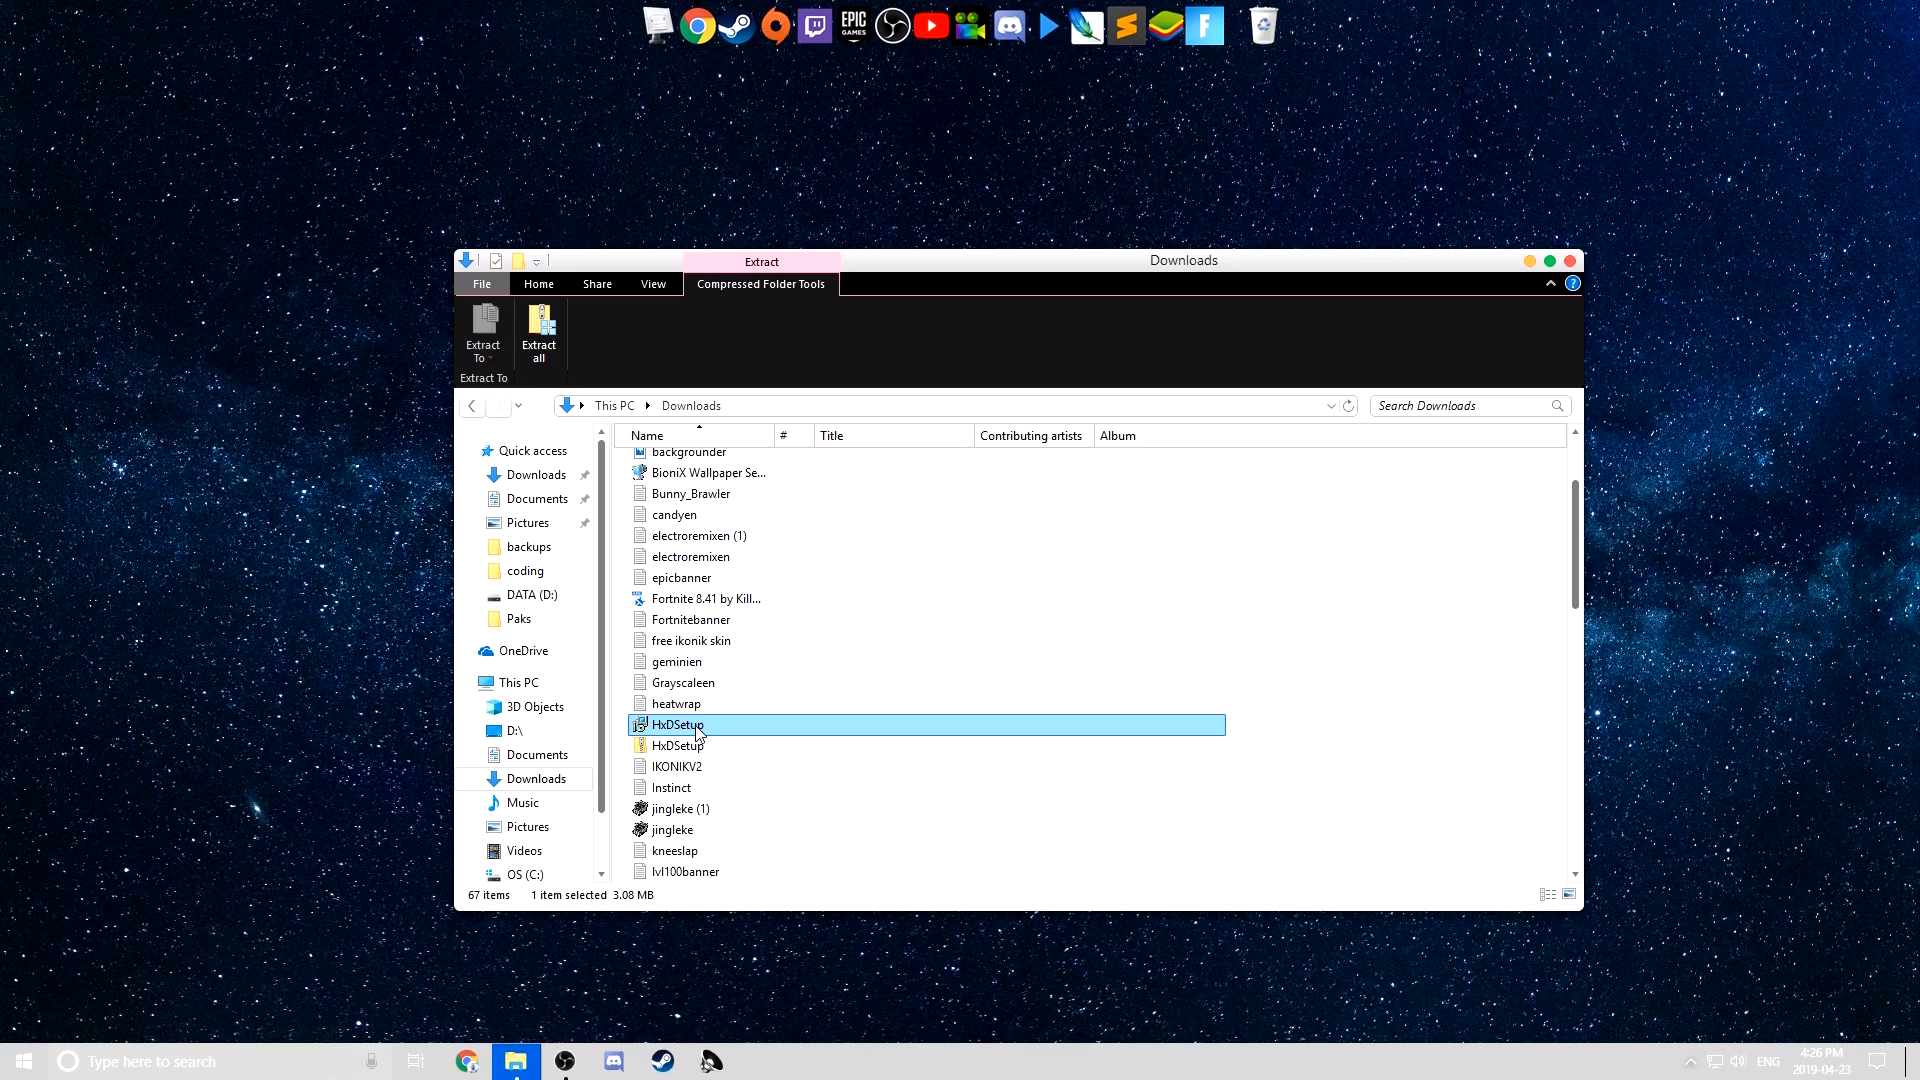 EPIC
GAMES
F
Extract
Downloads
File
Home
Share
View
Compressed Folder Tools
?
Extract
To
Extract
all
Extract To
This PC
Downloads
Search Downloads
Name
#
Title
Contributing artists
Album
Quick access
Downloads
Documents
Pictures
backups
coding
DATA (D:)
Paks
OneDrive
This PC
3D Objects
D:\
Documents
Downloads
Music
Pictures
Videos
OS (C:)
backgrounder
BioniX Wallpaper Se...
Bunny_Brawler
candyen
electroremixen (1)
electroremixen
epicbanner
Fortnite 8.41 by Kill...
Fortnitebanner
free ikonik skin
geminien
Grayscaleen
heatwrap
HxDSetup
HxDSetup
IKONIKV2
Instinct
jingleke (1)
jingleke
kneeslap
lvl100banner
67 items
1 item selected 3.08 MB
Type here to search
ENG
4:26 PM
2019-04-23